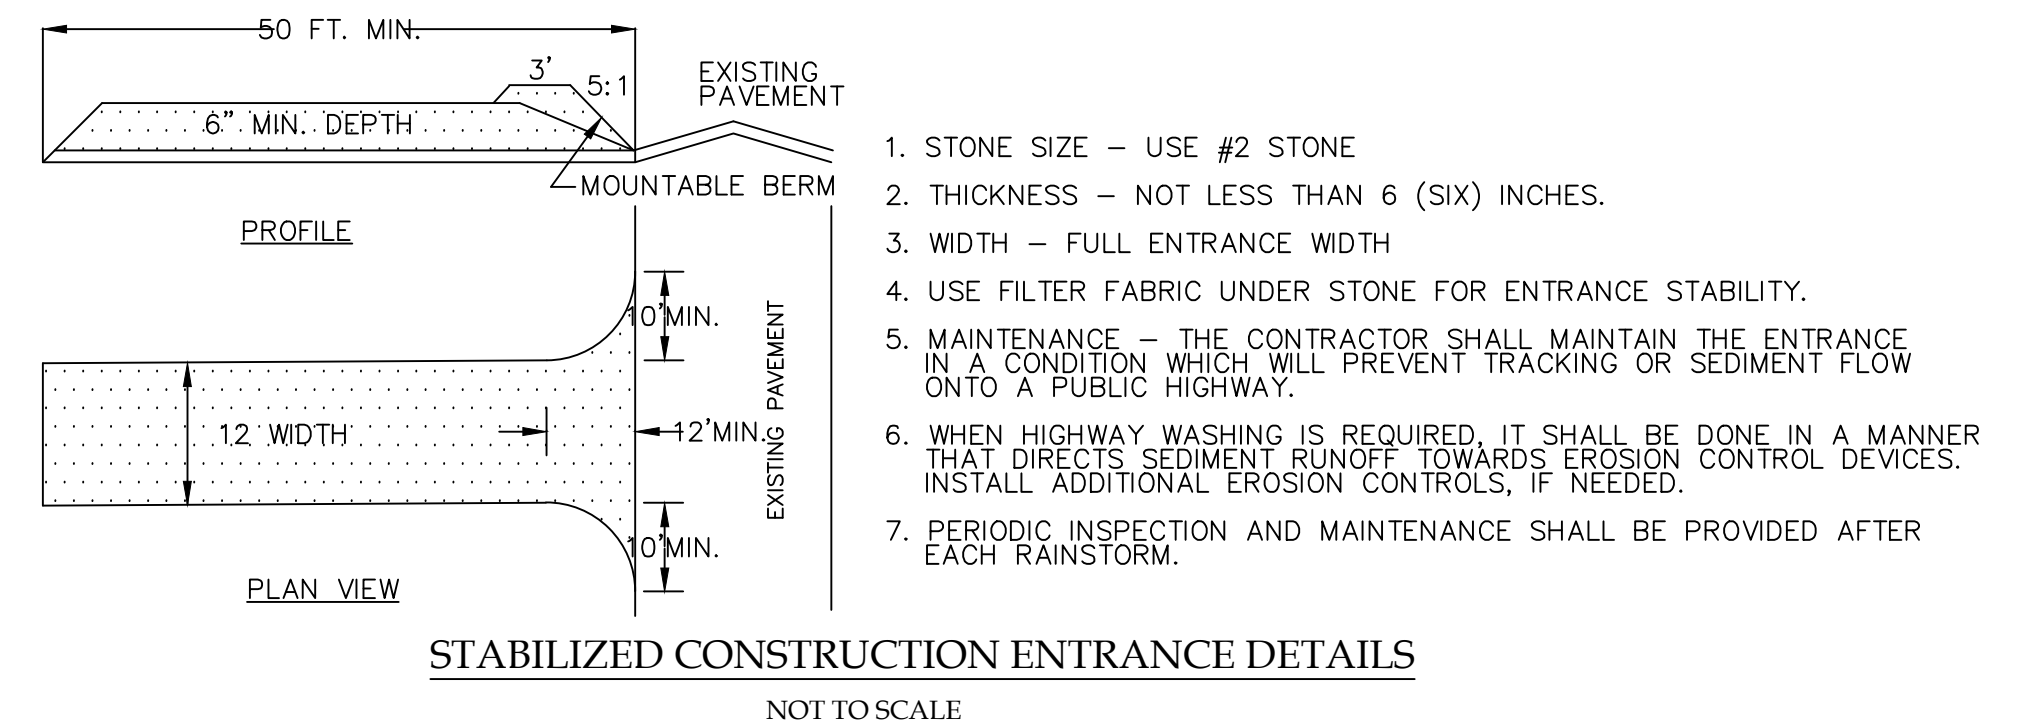 50 FT. MIN.
3'
5:1
EXISTING
PAVEMENT
6" MIN. DEPTH
MOUNTABLE BERM
PROFILE
10'MIN.
12 WIDTH
12'MIN.
EXISTING PAVEMENT
10'MIN.
PLAN VIEW
1. STONE SIZE – USE #2 STONE
2. THICKNESS – NOT LESS THAN 6 (SIX) INCHES.
3. WIDTH – FULL ENTRANCE WIDTH
4. USE FILTER FABRIC UNDER STONE FOR ENTRANCE STABILITY.
5. MAINTENANCE – THE CONTRACTOR SHALL MAINTAIN THE ENTRANCE
IN A CONDITION WHICH WILL PREVENT TRACKING OR SEDIMENT FLOW
ONTO A PUBLIC HIGHWAY.
6. WHEN HIGHWAY WASHING IS REQUIRED, IT SHALL BE DONE IN A MANNER
THAT DIRECTS SEDIMENT RUNOFF TOWARDS EROSION CONTROL DEVICES.
INSTALL ADDITIONAL EROSION CONTROLS, IF NEEDED.
7. PERIODIC INSPECTION AND MAINTENANCE SHALL BE PROVIDED AFTER
EACH RAINSTORM.
STABILIZED CONSTRUCTION ENTRANCE DETAILS
NOT TO SCALE